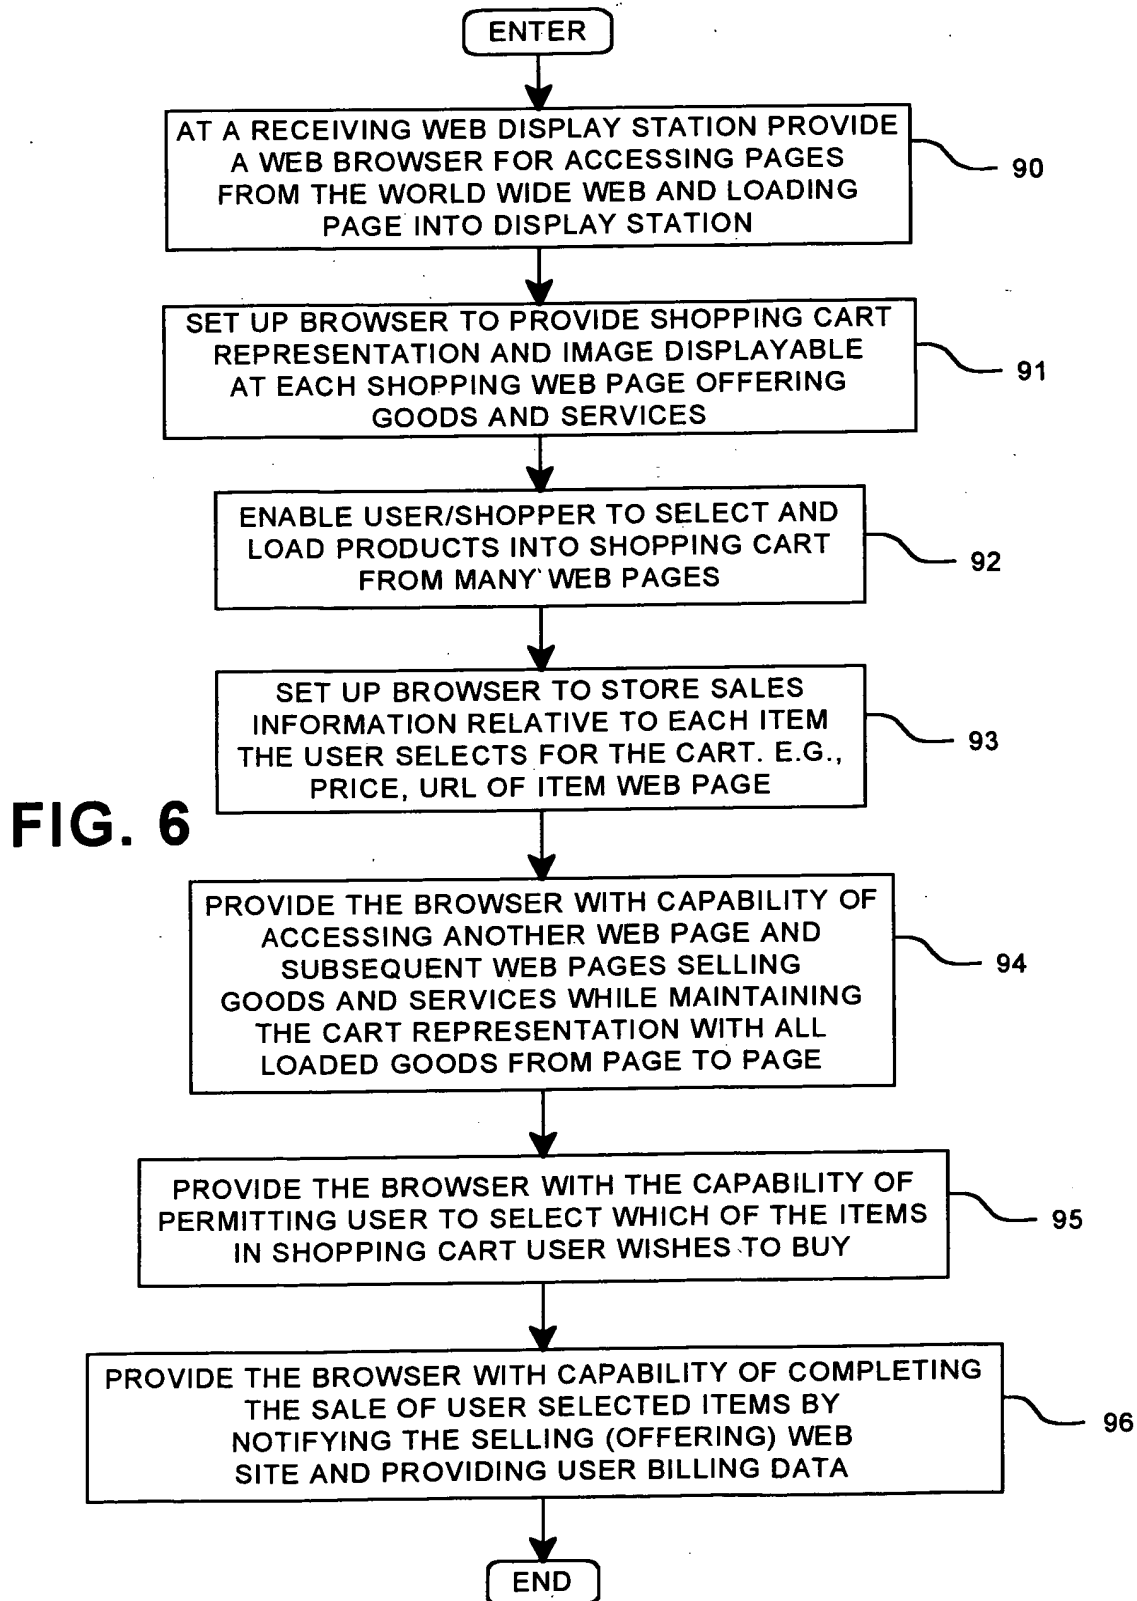 ENTER
AT A RECEIVING WEB DISPLAY STATION PROVIDE
A WEB BROWSER FOR ACCESSING PAGES
FROM THE WORLD WIDE WEB AND LOADING
PAGE INTO DISPLAY STATION
90
SET UP BROWSER TO PROVIDE SHOPPING CART
REPRESENTATION AND IMAGE DISPLAYABLE
AT EACH SHOPPING WEB PAGE OFFERING
GOODS AND SERVICES
91
ENABLE USER/SHOPPER TO SELECT AND
LOAD PRODUCTS INTO SHOPPING CART
FROM MANY WEB PAGES
92
SET UP BROWSER TO STORE SALES
INFORMATION RELATIVE TO EACH ITEM
THE USER SELECTS FOR THE CART. E.G.,
PRICE, URL OF ITEM WEB PAGE
93
FIG. 6
PROVIDE THE BROWSER WITH CAPABILITY OF
ACCESSING ANOTHER WEB PAGE AND
SUBSEQUENT WEB PAGES SELLING
GOODS AND SERVICES WHILE MAINTAINING
THE CART REPRESENTATION WITH ALL
LOADED GOODS FROM PAGE TO PAGE
94
PROVIDE THE BROWSER WITH THE CAPABILITY OF
PERMITTING USER TO SELECT WHICH OF THE ITEMS
IN SHOPPING CART USER WISHES TO BUY
95
PROVIDE THE BROWSER WITH CAPABILITY OF COMPLETING
THE SALE OF USER SELECTED ITEMS BY
NOTIFYING THE SELLING (OFFERING) WEB
SITE AND PROVIDING USER BILLING DATA
96
END